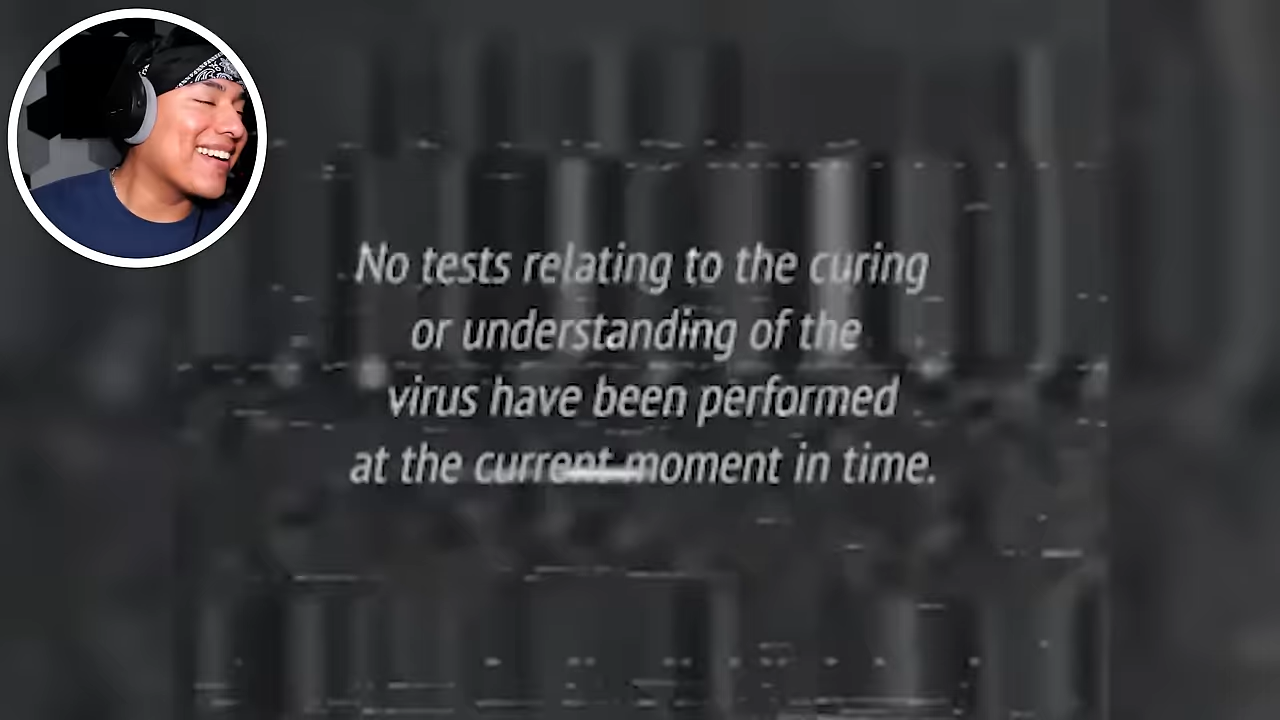 No tests relating to the curing
or understanding of the
virus have been performed
at the current moment in time.